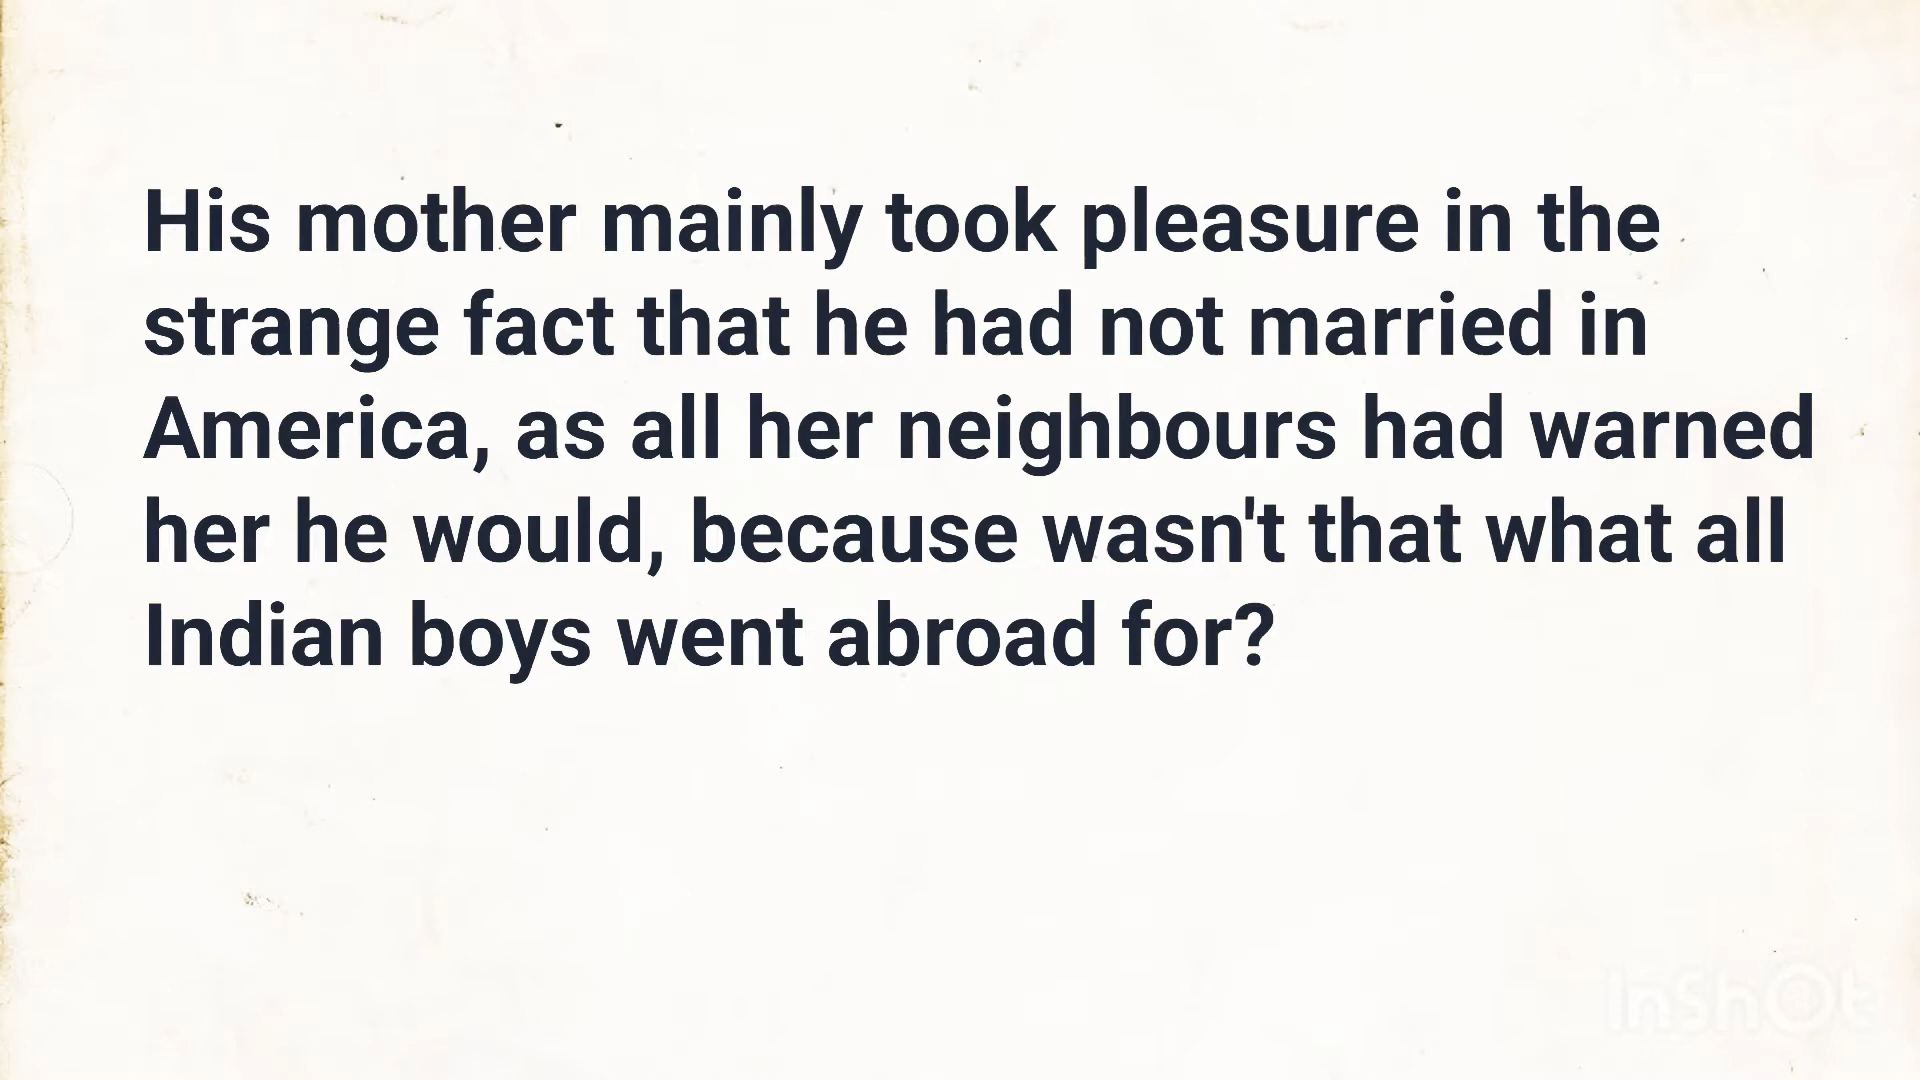 His mother mainly took pleasure in the
strange fact that he had not married in
America, as all her neighbours had warned
her he would, because wasn't that what all
Indian boys went abroad for?
InShOt